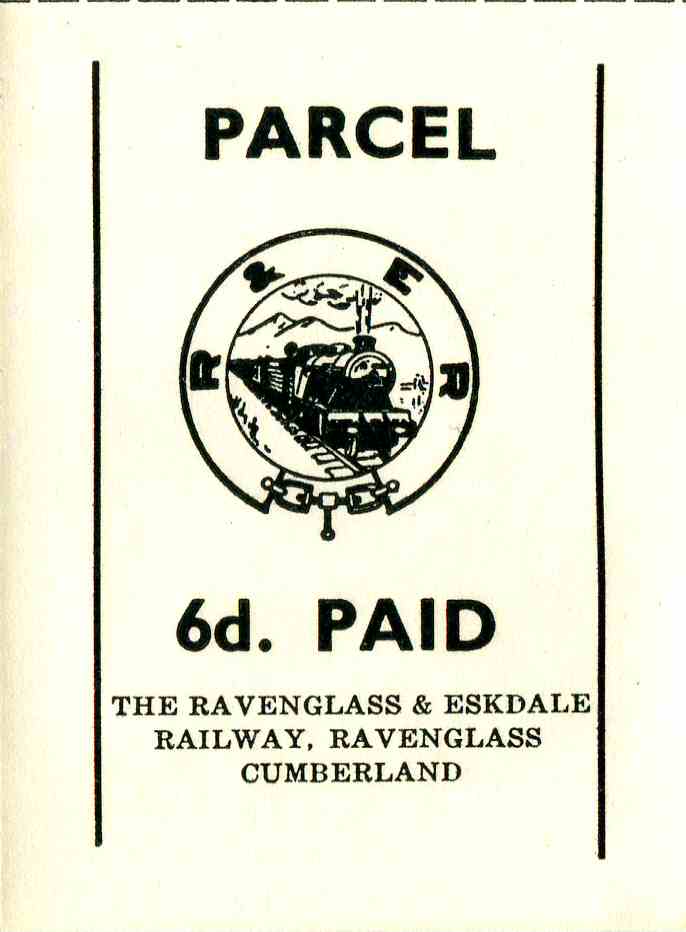 PARCEL
R & E R
6d. PAID
THE RAVENGLASS & ESKDALE
RAILWAY, RAVENGLASS
CUMBERLAND